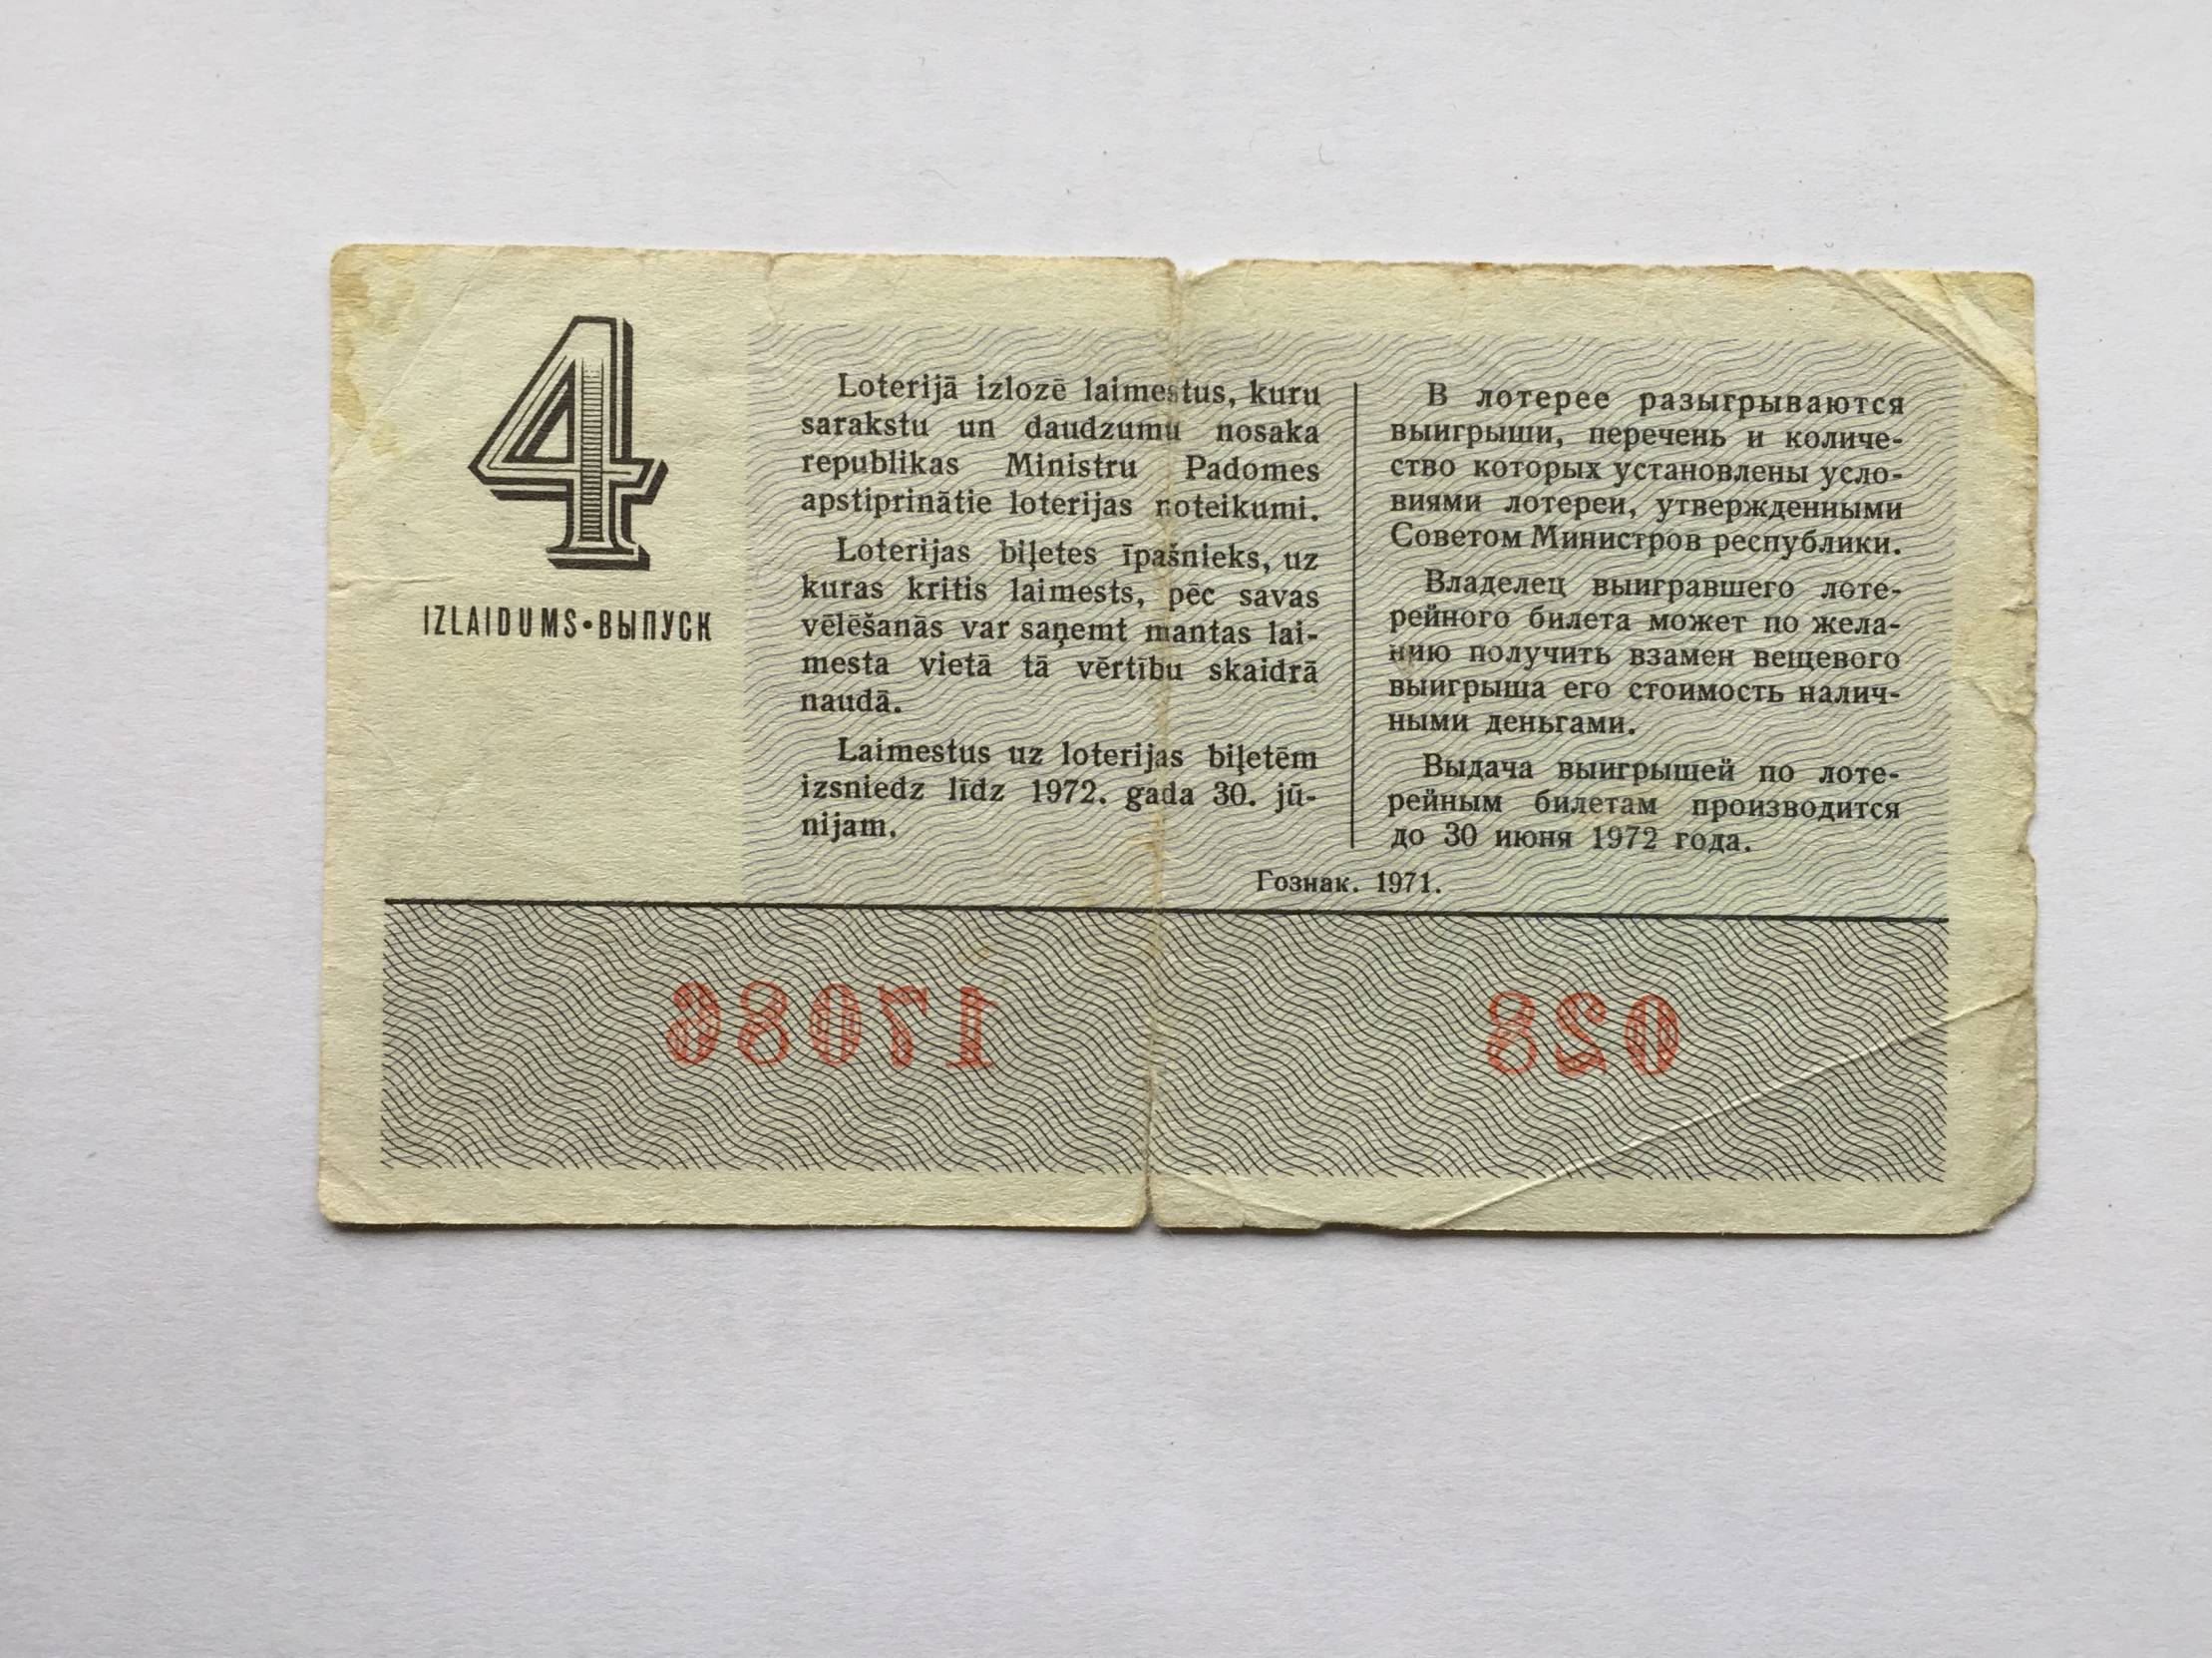 4
IZLAIDUMS•ВЫПУСК
Loterijā izlozē laimestus, kuru
sarakstu un daudzumu nosaka
republikas Ministru Padomes
apstiprinātie loterijas noteikumi.
Loterijas biļetes īpašnieks, uz
kuras kritis laimests, pēc savas
vēlēšanās var saņemt mantas lai-
mesta vietā tā vērtību skaidrā
naudā.
Laimestus uz loterijas biļetēm
izsniedz līdz 1972. gada 30. jū-
nijam.
В лотерее разыгрываются
выигрыши, перечень и количе-
ство которых установлены усло-
виями лотереи, утвержденными
Советом Министров республики.
Владелец выигравшего лоте-
рейного билета может по жела-
нию получить взамен вещевого
выигрыша его стоимость налич-
ными деньгами.
Выдача выигрышей по лоте-
рейным билетам производится
до 30 июня 1972 года.
Гознак. 1971.
028 17086